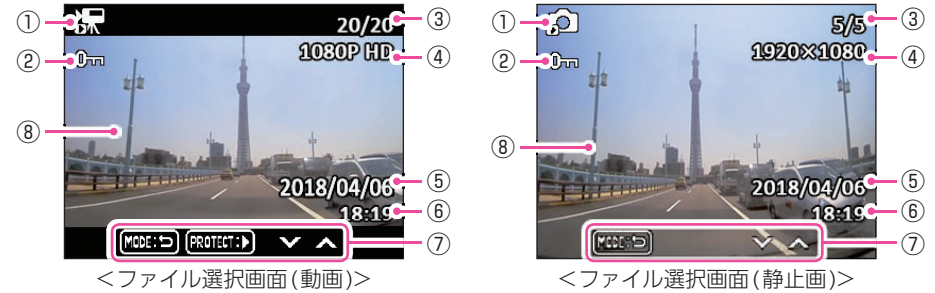 ① 20/20 ③
② 1080P HD ④
⑧
2018/04/06 ⑤
18:19 ⑥
MODE:⮌ PROTECT:▶ ⑦
<ファイル選択画面(動画)>
① 5/5 ③
② 1920×1080 ④
⑧
2018/04/06 ⑤
18:19 ⑥
MODE:⮌ ⑦
<ファイル選択画面(静止画)>